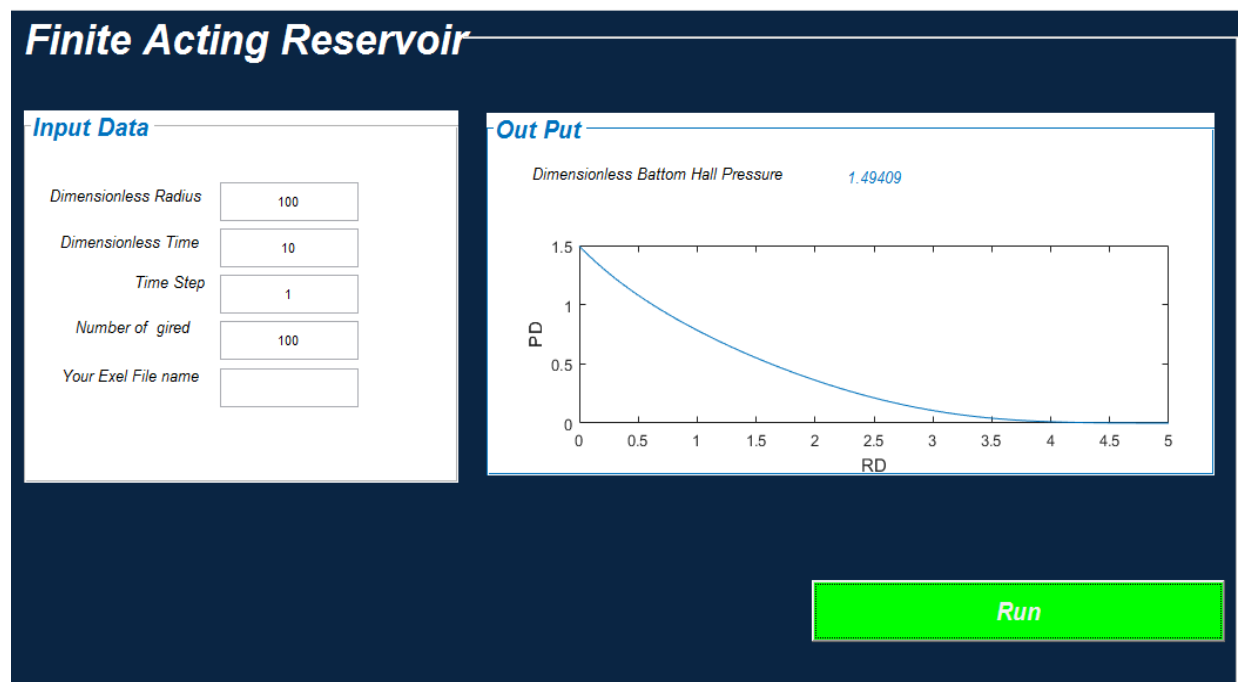 Finite Acting Reservoir
Input Data
Dimensionless Radius 100
Dimensionless Time 10
Time Step 1
Number of gired 100
Your Exel File name
Out Put
Dimensionless Battom Hall Pressure 1.49409
1.5
1
0.5
0
PD
0 0.5 1 1.5 2 2.5 3 3.5 4 4.5 5
RD
Run